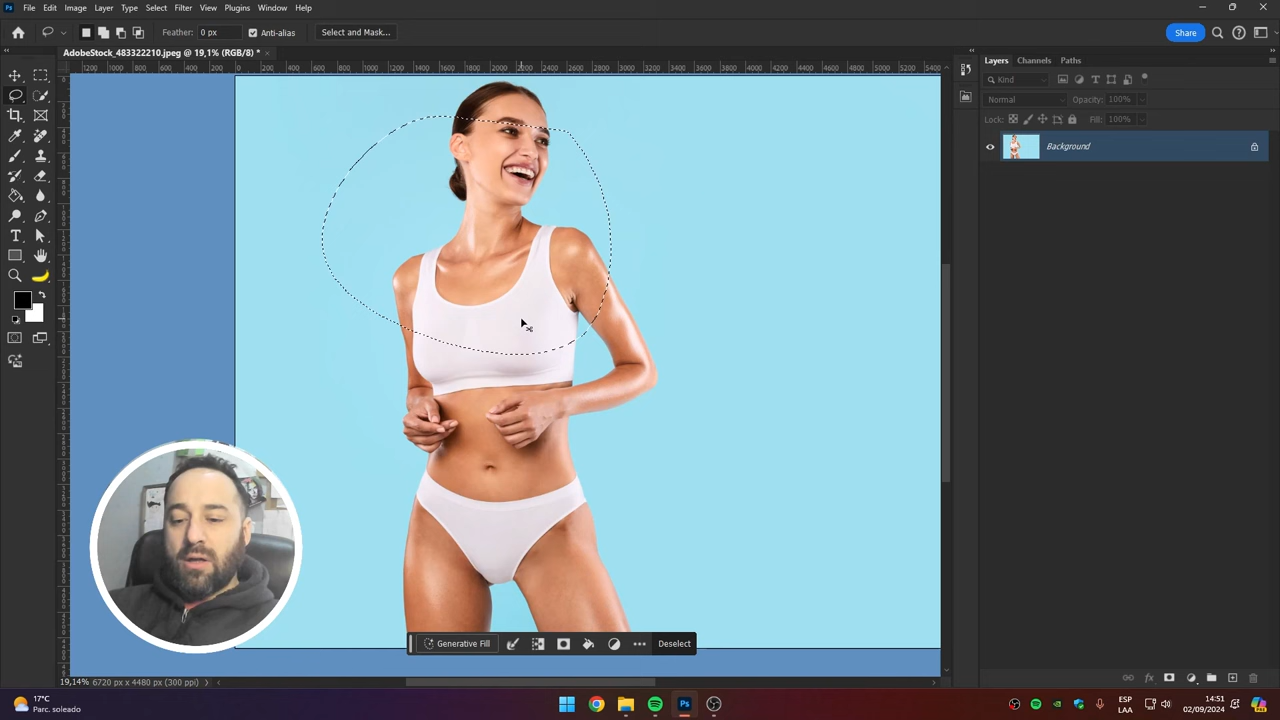 File Edit Image Layer Type Select Filter View Plugins Window Help
Feather: 0 px Anti-alias Select and Mask... Share
AdobeStock_483322210.jpeg @ 19,1% (RGB/8) *
Layers Channels Paths
Kind
Normal Opacity: 100%
Lock: Fill: 100%
Background
Generative Fill Deselect
19,14% 6720 px x 4480 px (300 ppi)
17°C
Parc. soleado
ESP
LAA
14:51
02/09/2024